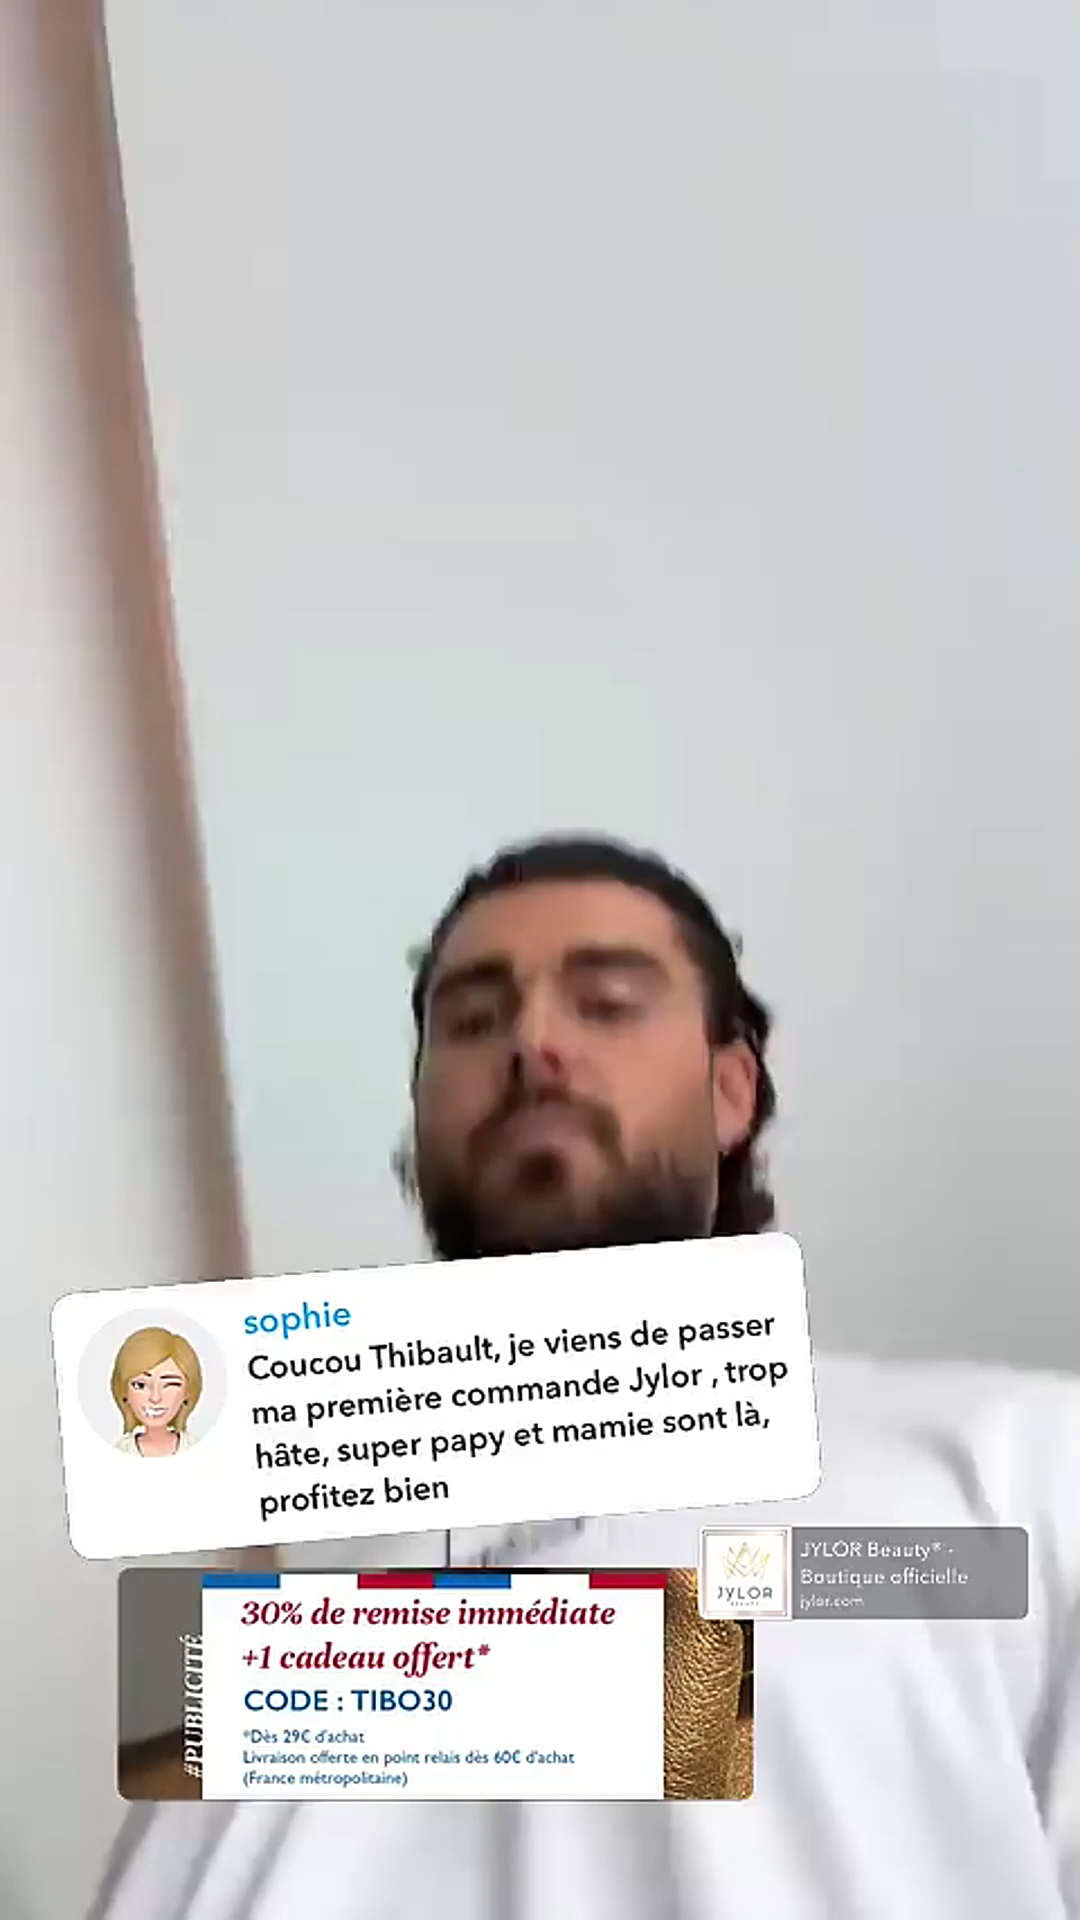 sophie
Coucou Thibault, je viens de passer
ma première commande Jylor , trop
hâte, super papy et mamie sont là,
profitez bien
JYLOR Beauty* -
Boutique officielle
jylor.com
JYLOR
#PUBLICITÉ
30% de remise immédiate
+1 cadeau offert*
CODE : TIBO30
*Dès 29€ d'achat
Livraison offerte en point relais dès 60€ d'achat
(France métropolitaine)